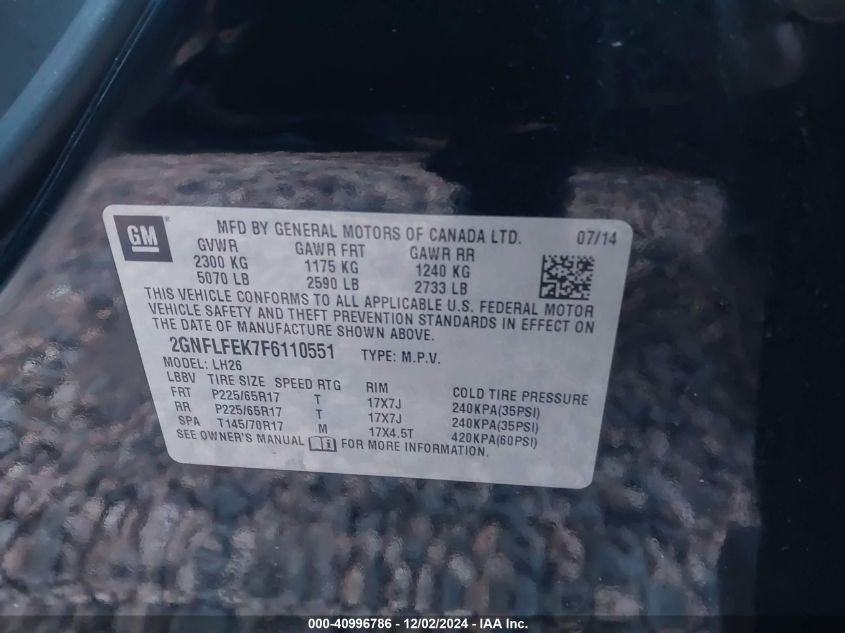 GM ®
MFD BY GENERAL MOTORS OF CANADA LTD. 07/14
GVWR GAWR FRT GAWR RR
2300 KG 1175 KG 1240 KG
5070 LB 2590 LB 2733 LB
THIS VEHICLE CONFORMS TO ALL APPLICABLE U.S. FEDERAL MOTOR
VEHICLE SAFETY AND THEFT PREVENTION STANDARDS IN EFFECT ON
THE DATE OF MANUFACTURE SHOWN ABOVE.
2GNFLFEK7F6110551 TYPE: M.P.V.
MODEL: LH26
LBBV TIRE SIZE SPEED RTG RIM COLD TIRE PRESSURE
FRT P225/65R17 T 17X7J 240KPA(35PSI)
RR P225/65R17 T 17X7J 240KPA(35PSI)
SPA T145/70R17 M 17X4.5T 420KPA(60PSI)
SEE OWNER'S MANUAL FOR MORE INFORMATION.
000-40996786 - 12/02/2024 - IAA Inc.